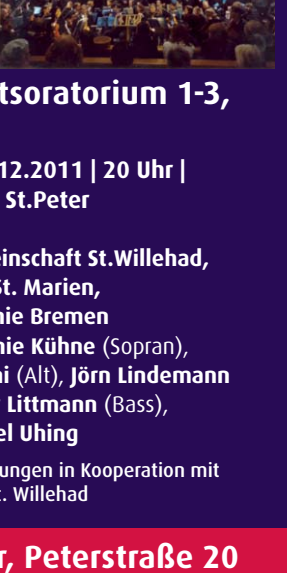 tsoratorium 1-3,
12.2011 | 20 Uhr |
St.Peter
einschaft St.Willehad,
St. Marien,
nie Bremen
nie Kühne (Sopran),
ni (Alt), Jörn Lindemann
Littmann (Bass),
el Uhing
ungen in Kooperation mit
t. Willehad
r, Peterstraße 20